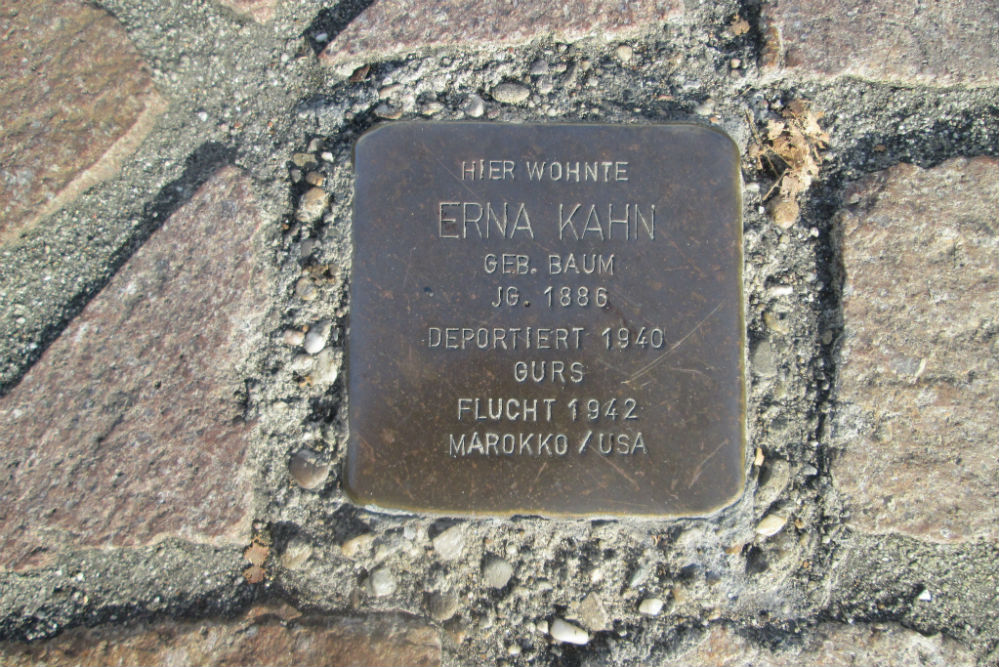 HIER WOHNTE
ERNA KAHN
GEB. BAUM
JG. 1886
DEPORTIERT 1940
GURS
FLUCHT 1942
MAROKKO / USA